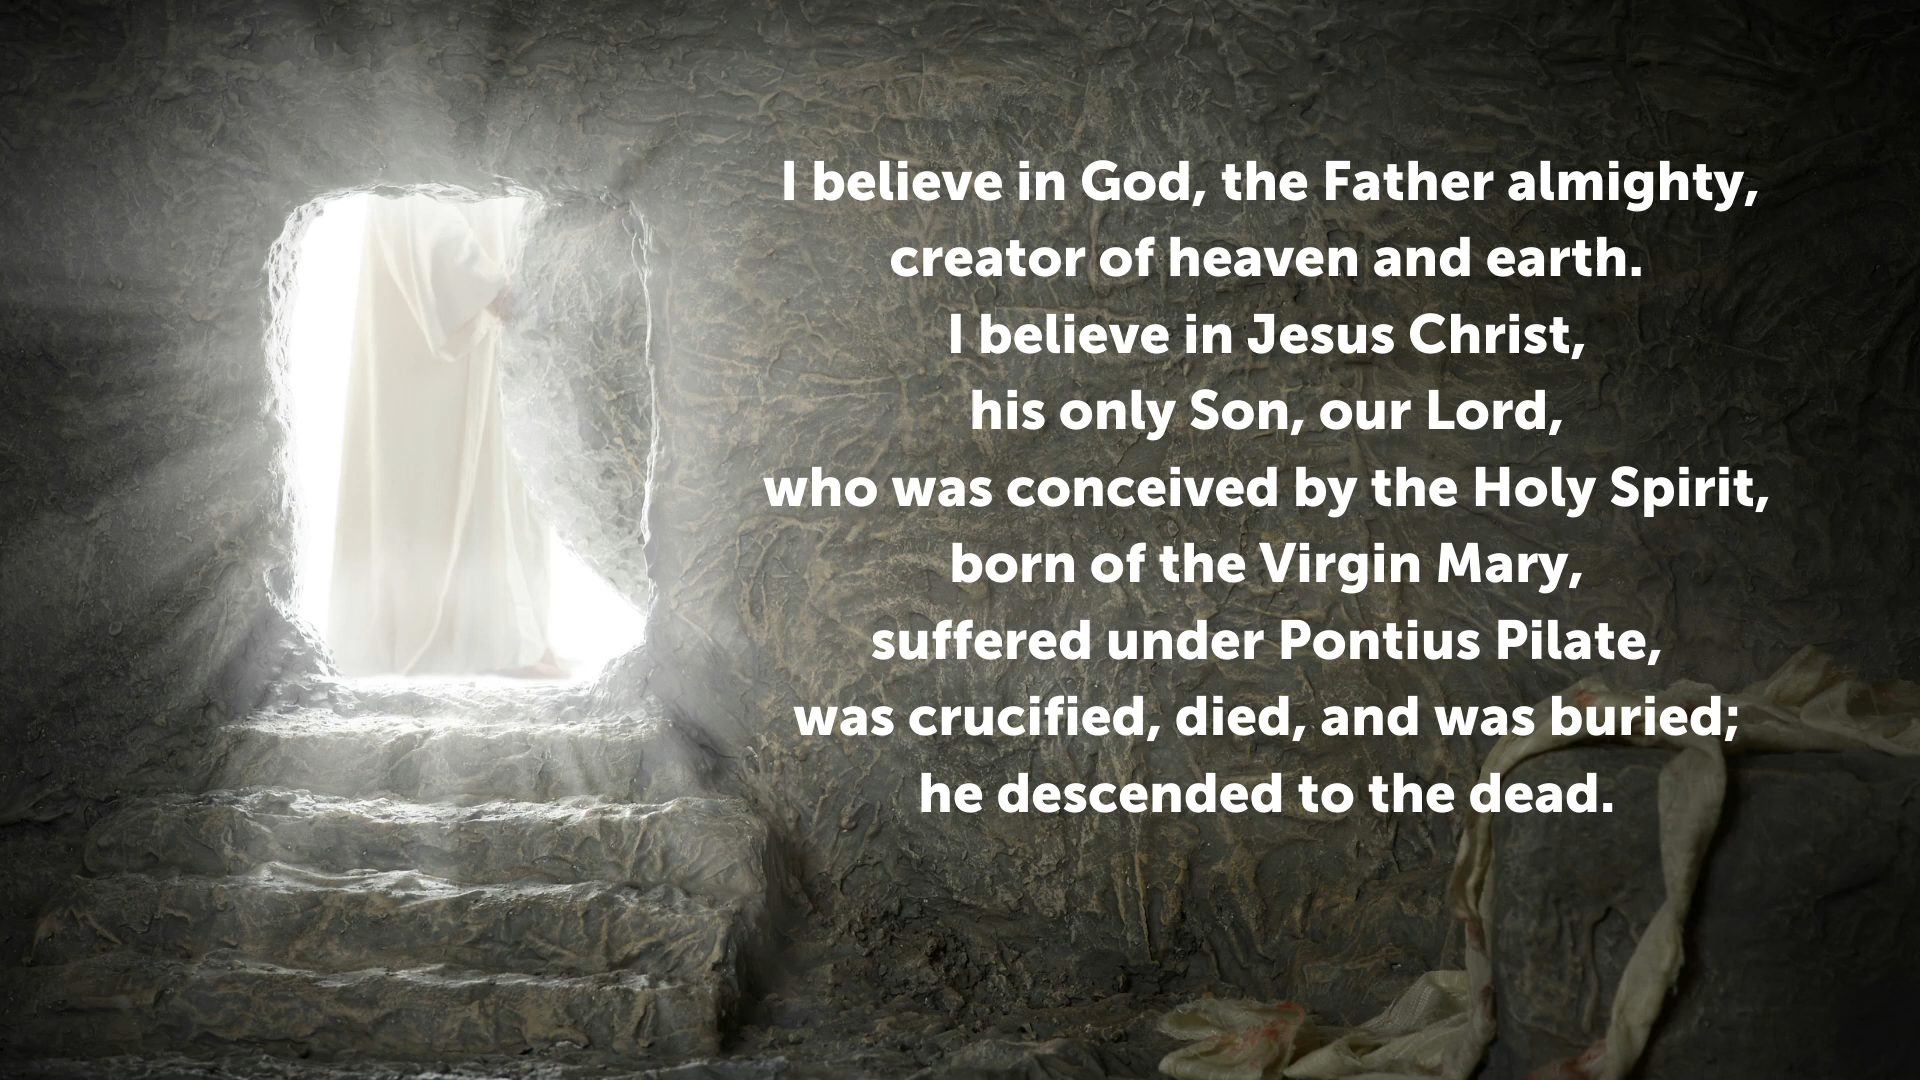 I believe in God, the Father almighty,
creator of heaven and earth.
I believe in Jesus Christ,
his only Son, our Lord,
who was conceived by the Holy Spirit,
born of the Virgin Mary,
suffered under Pontius Pilate,
was crucified, died, and was buried;
he descended to the dead.